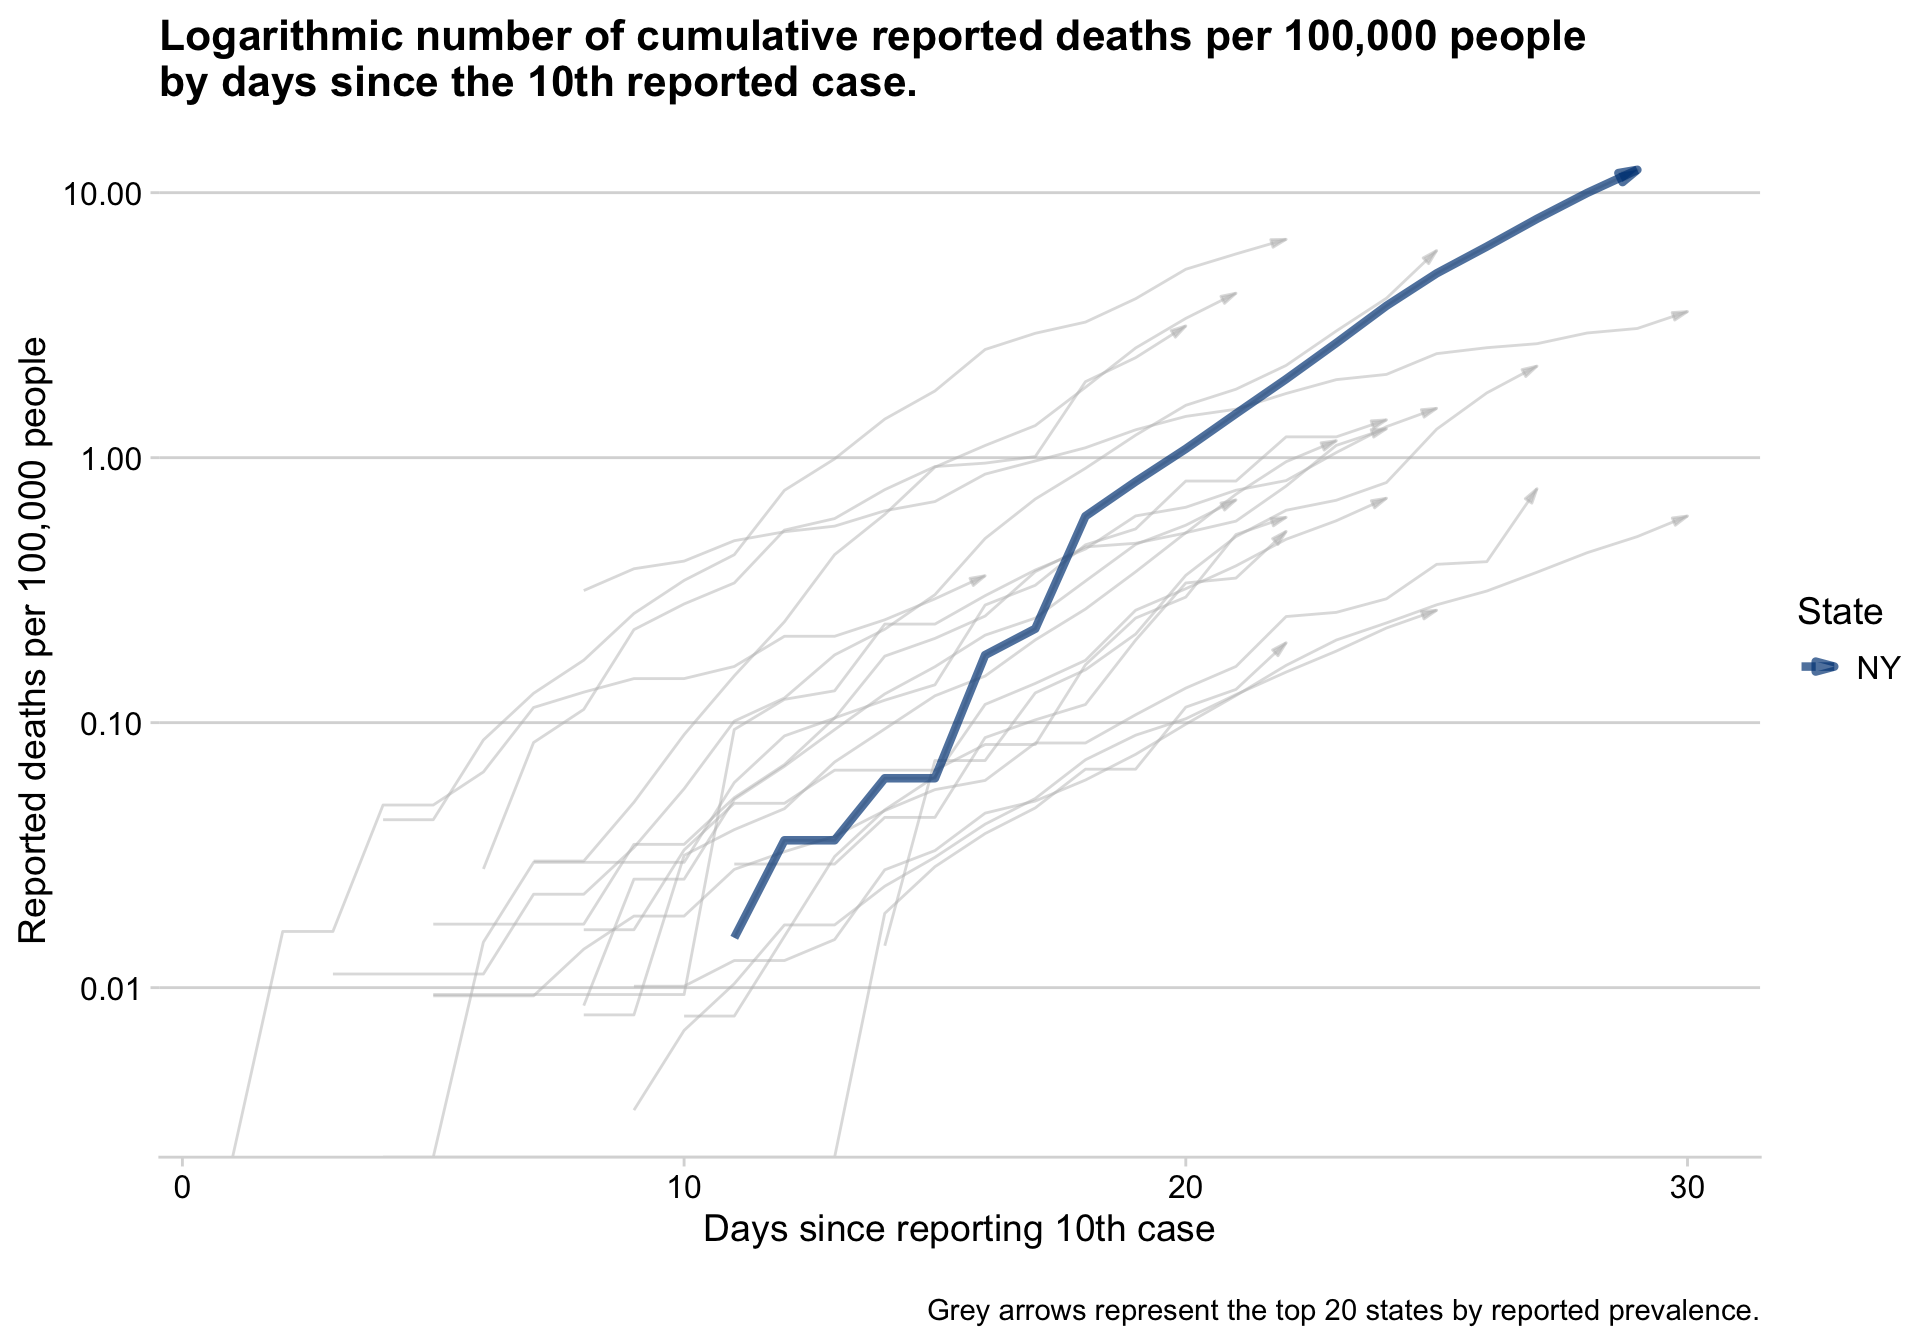 Logarithmic number of cumulative reported deaths per 100,000 people
by days since the 10th reported case.
10.00
1.00
0.10
0.01
Reported deaths per 100,000 people
0
10
20
30
Days since reporting 10th case
State
NY
Grey arrows represent the top 20 states by reported prevalence.